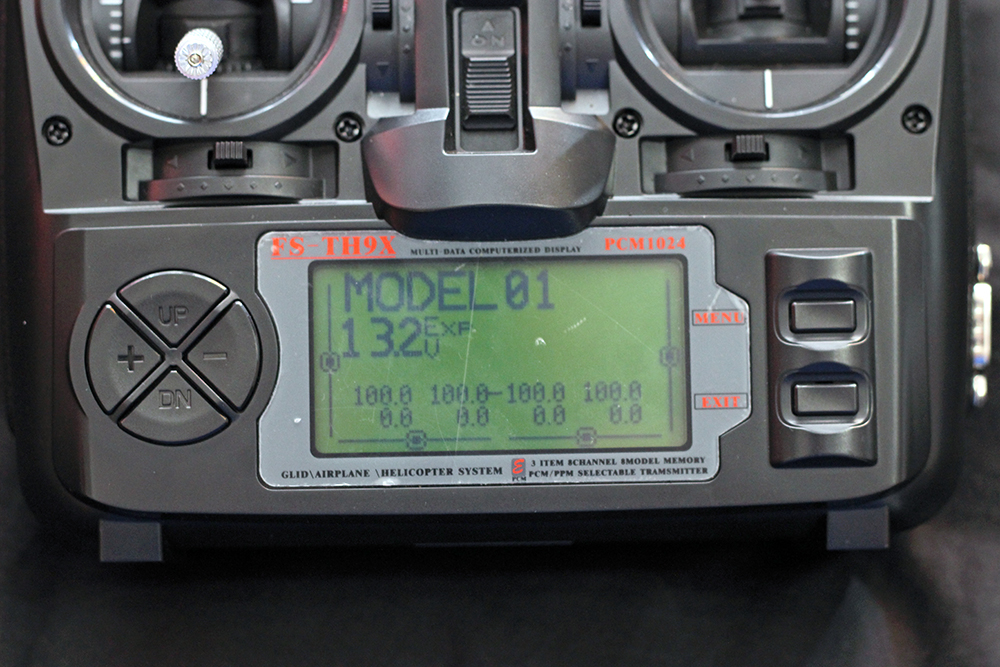 ON
FS-TH9X MULTI-DATA COMPUTERIZED DISPLAY PCM1024
MODEL01
13.2 EXP
V
100.0 100.0 -100.0 100.0
0.0 0.0 0.0 0.0
UP
+ -
DN
MENU
EXIT
GLID\AIRPLANE \HELICOPTER SYSTEM
PCM
3 ITEM 8CHANNEL 8MODEL MEMORY
PCM/PPM SELECTABLE TRAMSMITTER